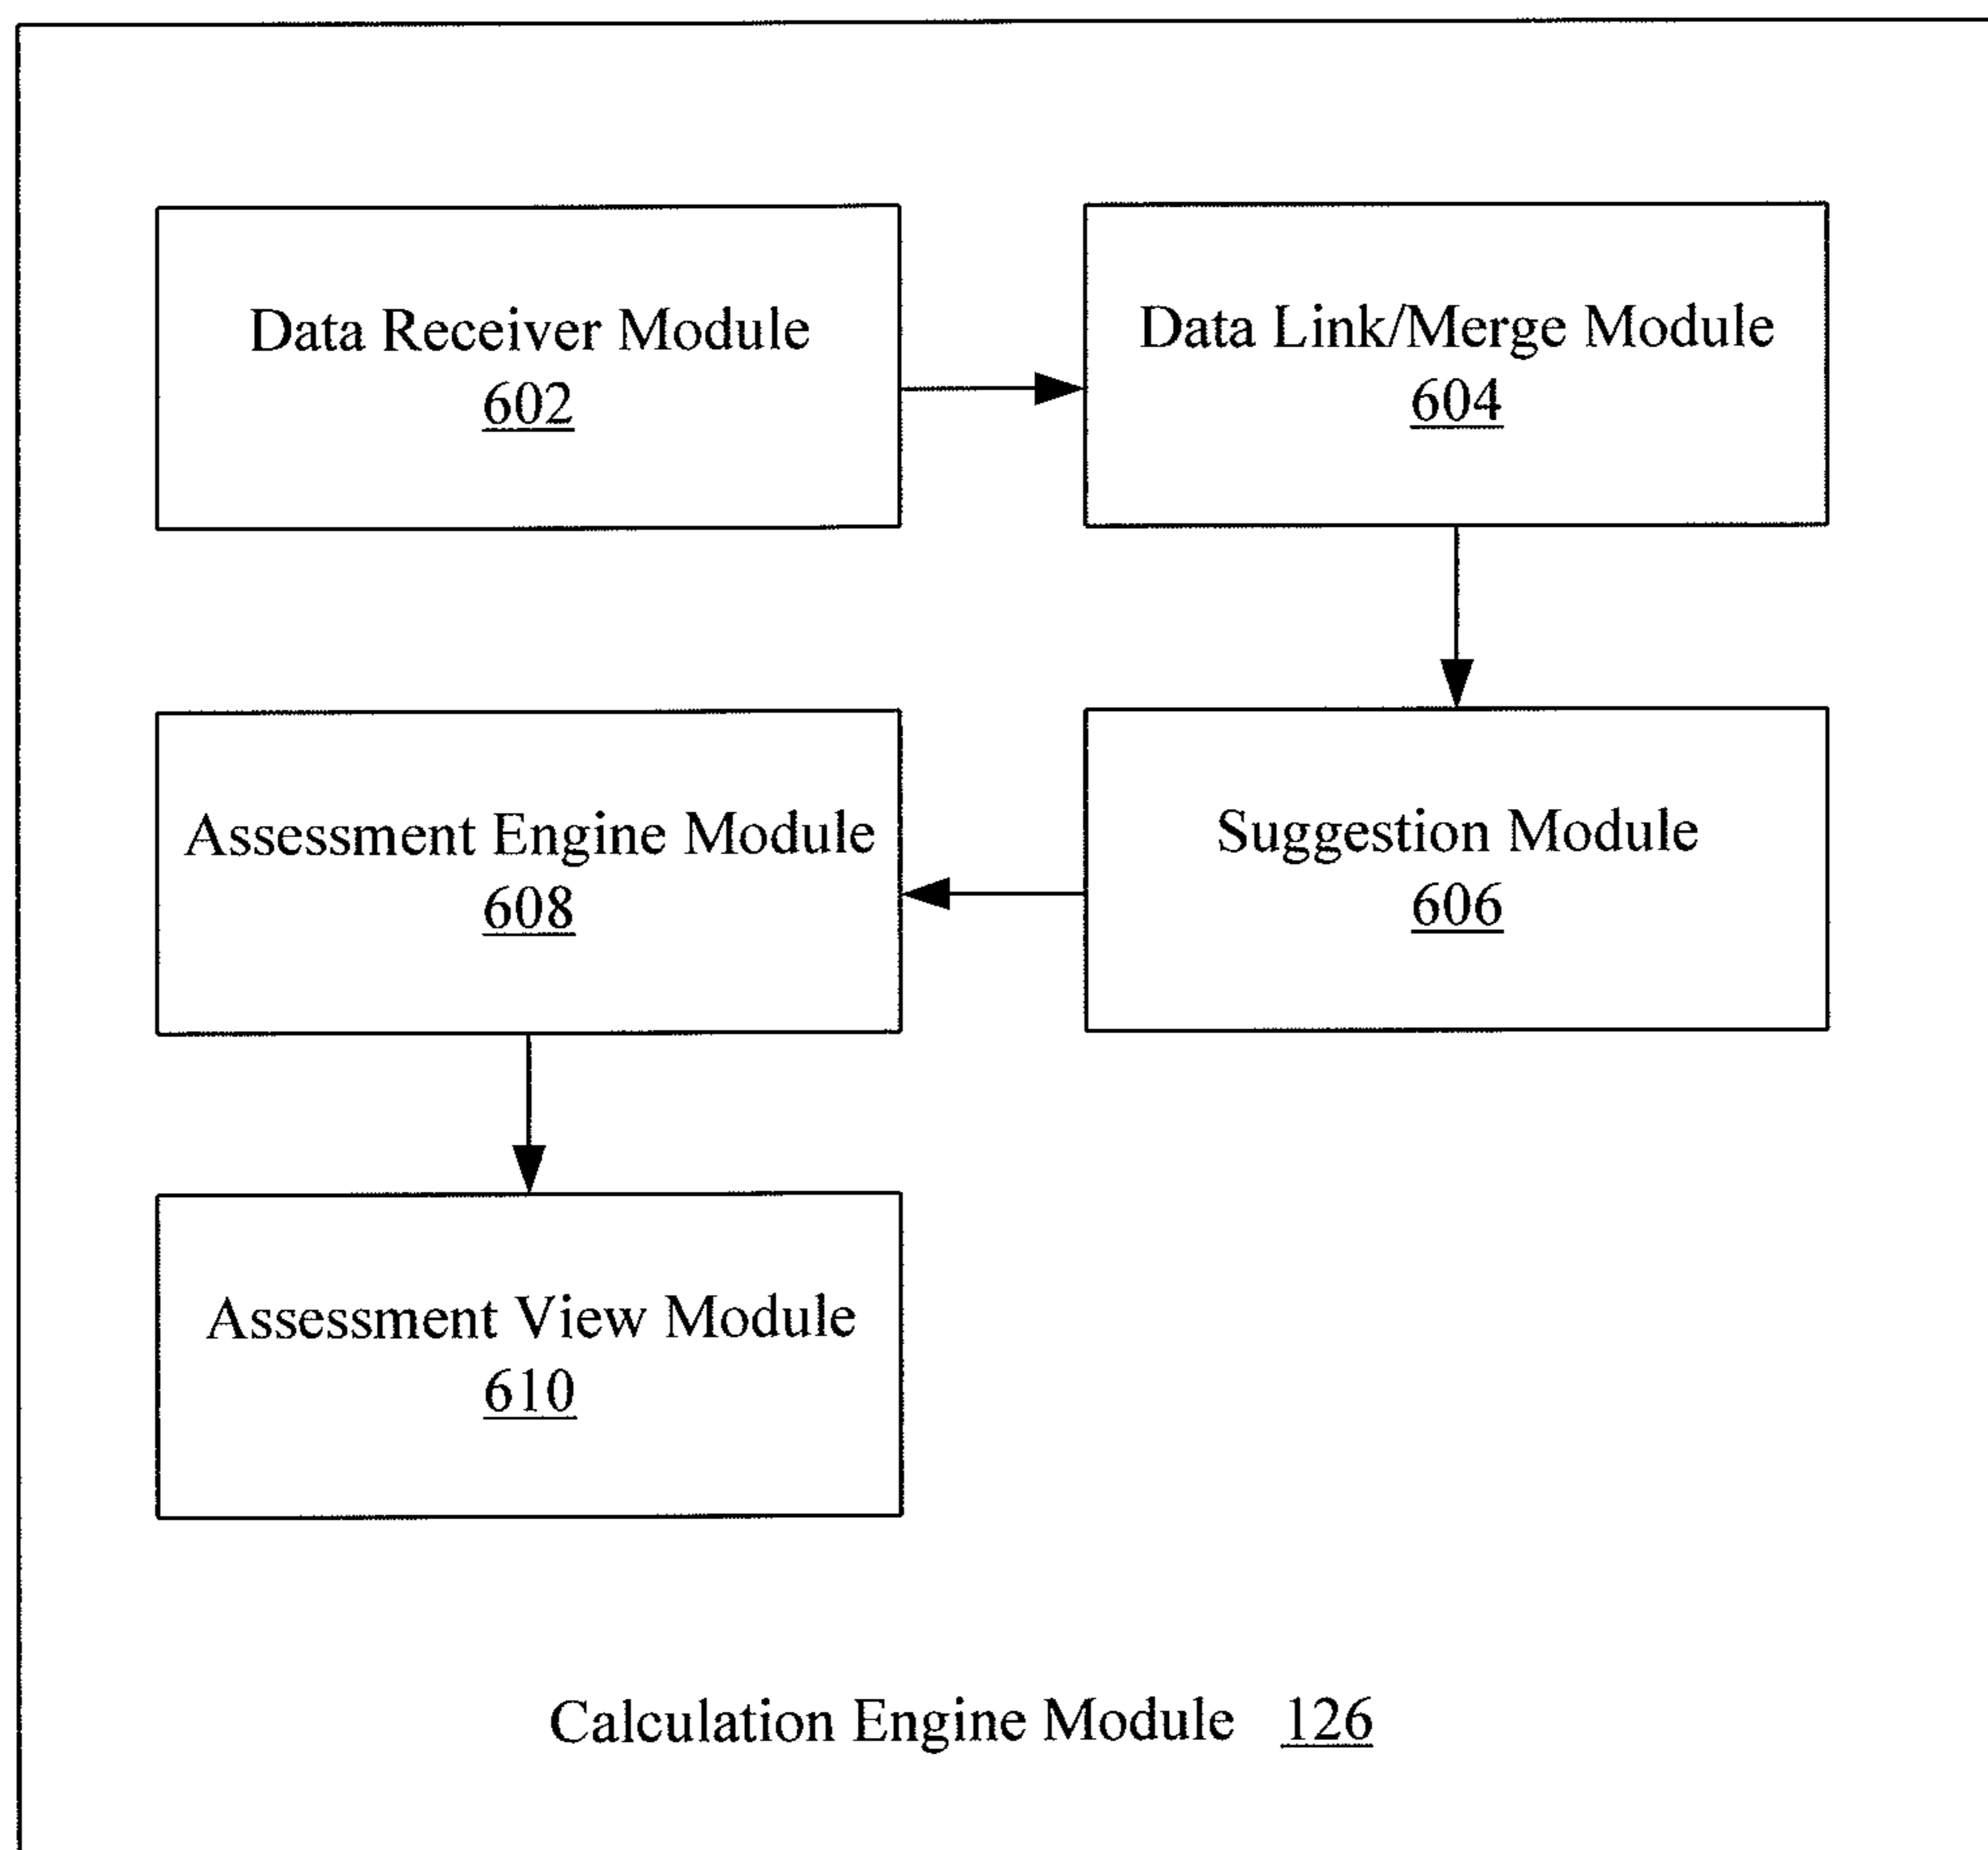 Data Receiver Module
602
Data Link/Merge Module
604
Assessment Engine Module
608
Suggestion Module
606
Assessment View Module
610
Calculation Engine Module 126